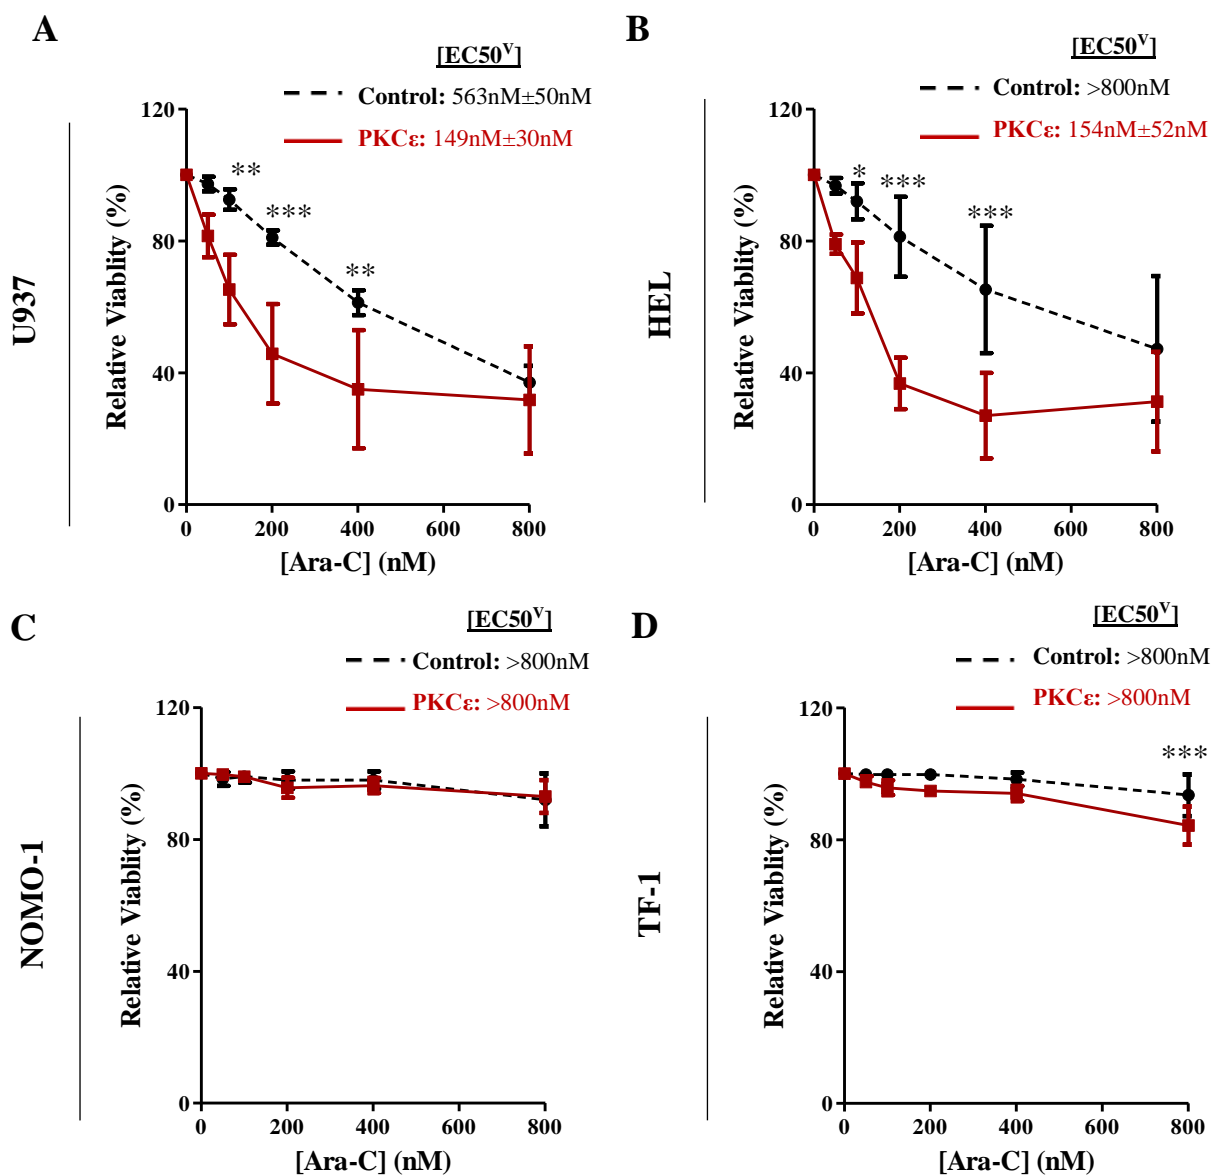 A
[EC50ⱽ]
Control: 563nM±50nM
PKCε: 149nM±30nM
U937
Relative Viablity (%)
120
80
40
0
**
***
**
0 200 400 600 800
[Ara-C] (nM)
B
[EC50ⱽ]
Control: >800nM
PKCε: 154nM±52nM
HEL
Relative Viablity (%)
120
80
40
0
*
***
***
0 200 400 600 800
[Ara-C] (nM)
C
[EC50ⱽ]
Control: >800nM
PKCε: >800nM
NOMO-1
Relative Viablity (%)
120
80
40
0
0 200 400 600 800
[Ara-C] (nM)
D
[EC50ⱽ]
Control: >800nM
PKCε: >800nM
TF-1
Relative Viablity (%)
120
80
40
0
***
0 200 400 600 800
[Ara-C] (nM)